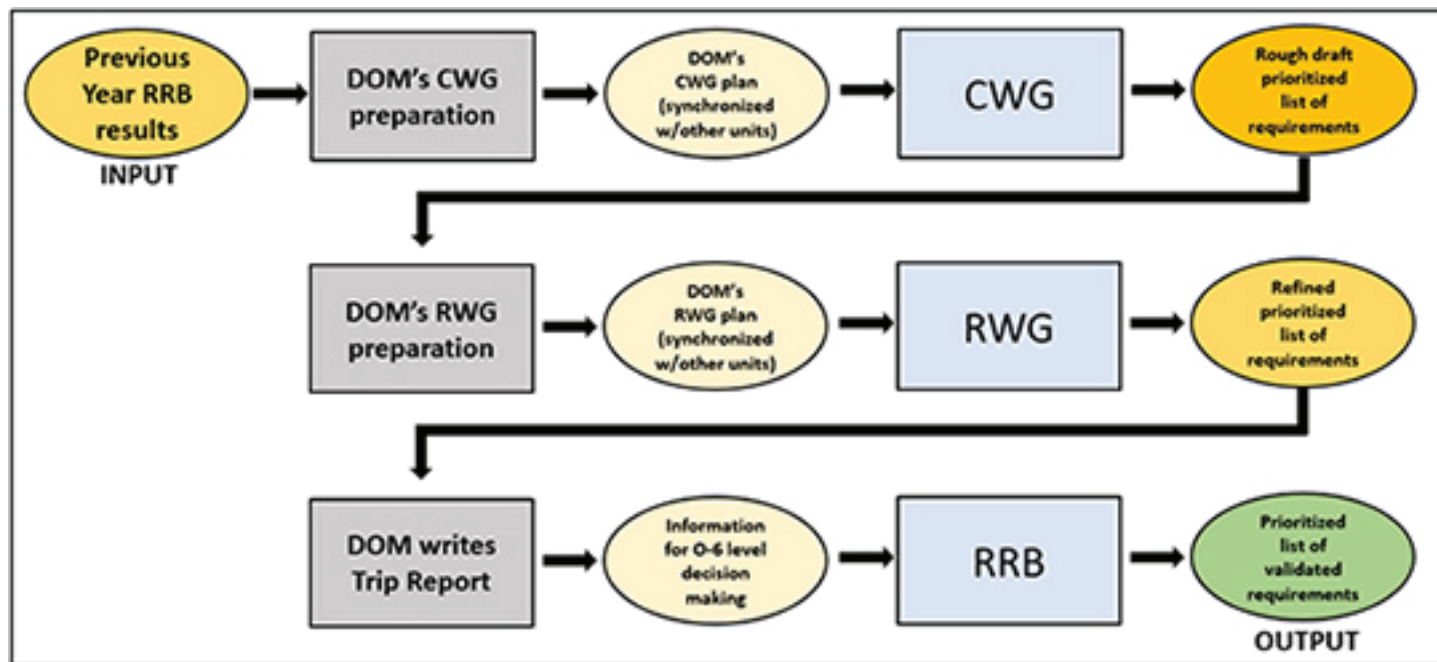 Previous
Year RRB
results
INPUT
DOM's CWG
preparation
DOM's
CWG plan
(synchronized
w/other units)
CWG
Rough draft
prioritized
list of
requirements
DOM's RWG
preparation
DOM's
RWG plan
(synchronized
w/other units)
RWG
Refined
prioritized
list of
requirements
DOM writes
Trip Report
Information
for O-6 level
decision
making
RRB
Prioritized
list of
validated
requirements
OUTPUT